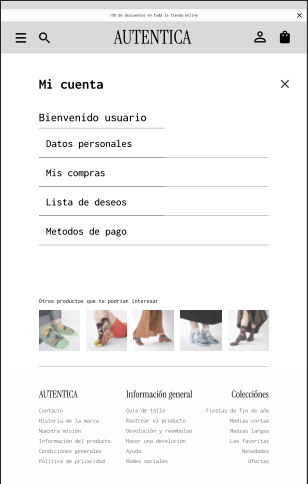 15% de descuentos en toda la tienda online
AUTENTICA
Mi cuenta
Bienvenido usuario
Datos personales
Mis compras
Lista de deseos
Metodos de pago
Otros productos que te podrian interesar
AUTENTICA
Contacto
Historia de la marca
Nuestra misión
Información del producto
Condiciónes generales
Política de privacidad
Información general
Guía de talla
Rastrear el producto
Devolución y reembolso
Hacer una devolución
Ayuda
Redes sociales
Colecciónes
Fiestas de fin de año
Medias cortas
Medias largas
Las favoritas
Novedades
Ofertas